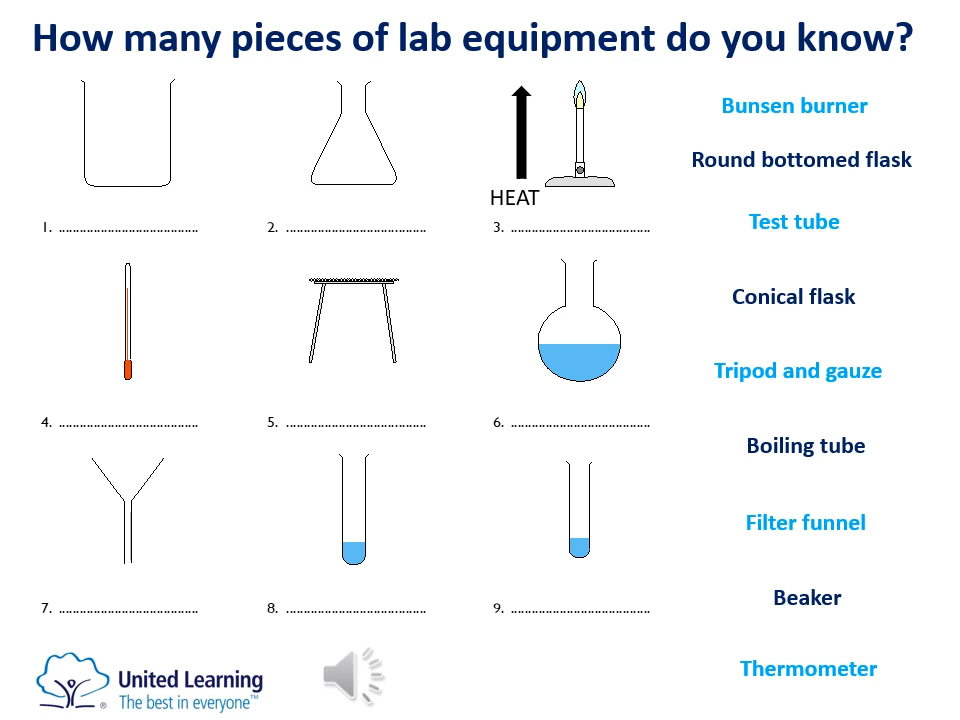 How many pieces of lab equipment do you know?
Bunsen burner
Round bottomed flask
HEAT
1. ........................................
2. ........................................
3. ........................................
Test tube
Conical flask
Tripod and gauze
4. ........................................
5. ........................................
6. ........................................
Boiling tube
Filter funnel
Beaker
7. ........................................
8. ........................................
9. ........................................
Thermometer
United Learning
The best in everyone™
®